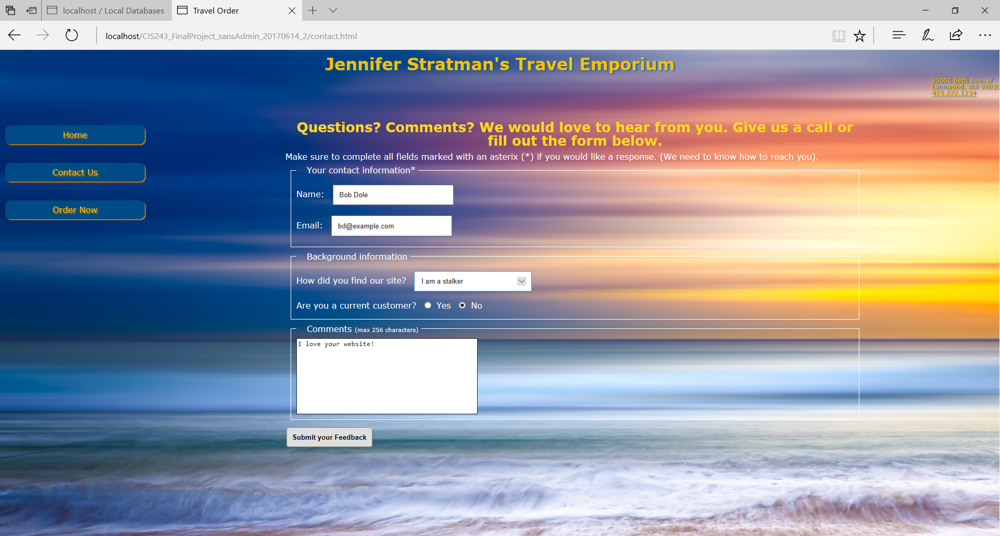 localhost / Local Databases
Travel Order
localhost/CIS243_FinalProject_sansAdmin_20170614_2/contact.html
Jennifer Stratman's Travel Emporium
20000 68th Ave. W
Lynnwood, WA 98036
425.222.1234
Home
Contact Us
Order Now
Questions? Comments? We would love to hear from you. Give us a call or
fill out the form below.
Make sure to complete all fields marked with an asterix (*) if you would like a response. (We need to know how to reach you).
Your contact information*
Name: Bob Dole
Email: bd@example.com
Background information
How did you find our site? I am a stalker
Are you a current customer? Yes No
Comments (max 256 characters)
I love your website!
Submit your Feedback